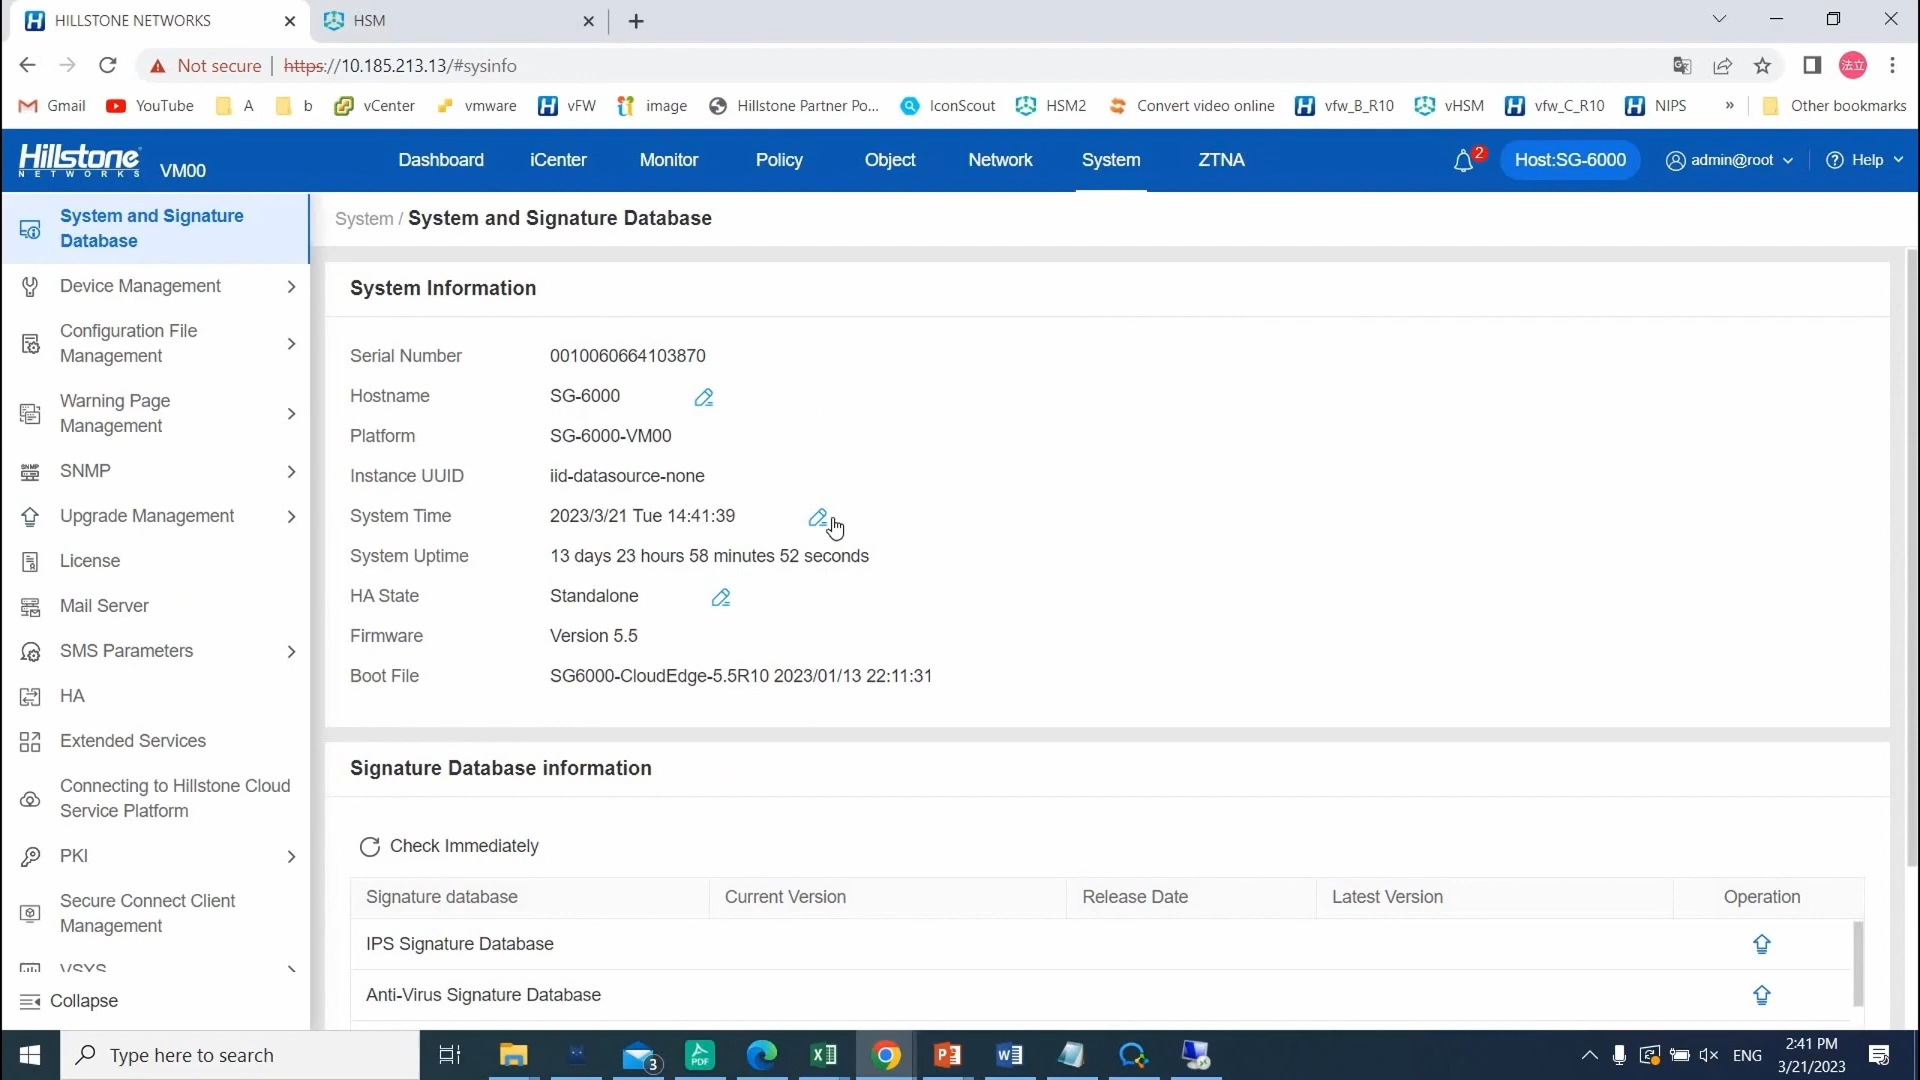 HILLSTONE NETWORKS
HSM
Not secure | https://10.185.213.13/#sysinfo
法立
Gmail
YouTube
A
b
vCenter
vmware
vFW
image
Hillstone Partner Po...
IconScout
HSM2
Convert video online
vfw_B_R10
vHSM
vfw_C_R10
NIPS
»
Other bookmarks
Hillstone
NETWORKS
VM00
Dashboard
iCenter
Monitor
Policy
Object
Network
System
ZTNA
2
Host:SG-6000
admin@root
Help
System and Signature
Database
Device Management
Configuration File
Management
Warning Page
Management
SNMP
SNMP
Upgrade Management
License
Mail Server
SMS Parameters
HA
Extended Services
Connecting to Hillstone Cloud
Service Platform
PKI
Secure Connect Client
Management
VSYS
Collapse
System / System and Signature Database
System Information
Serial Number 0010060664103870
Hostname SG-6000
Platform SG-6000-VM00
Instance UUID iid-datasource-none
System Time 2023/3/21 Tue 14:41:39
System Uptime 13 days 23 hours 58 minutes 52 seconds
HA State Standalone
Firmware Version 5.5
Boot File SG6000-CloudEdge-5.5R10 2023/01/13 22:11:31
Signature Database information
Check Immediately
Signature database Current Version Release Date Latest Version Operation
IPS Signature Database
Anti-Virus Signature Database
Type here to search
3
PDF
ENG
2:41 PM
3/21/2023